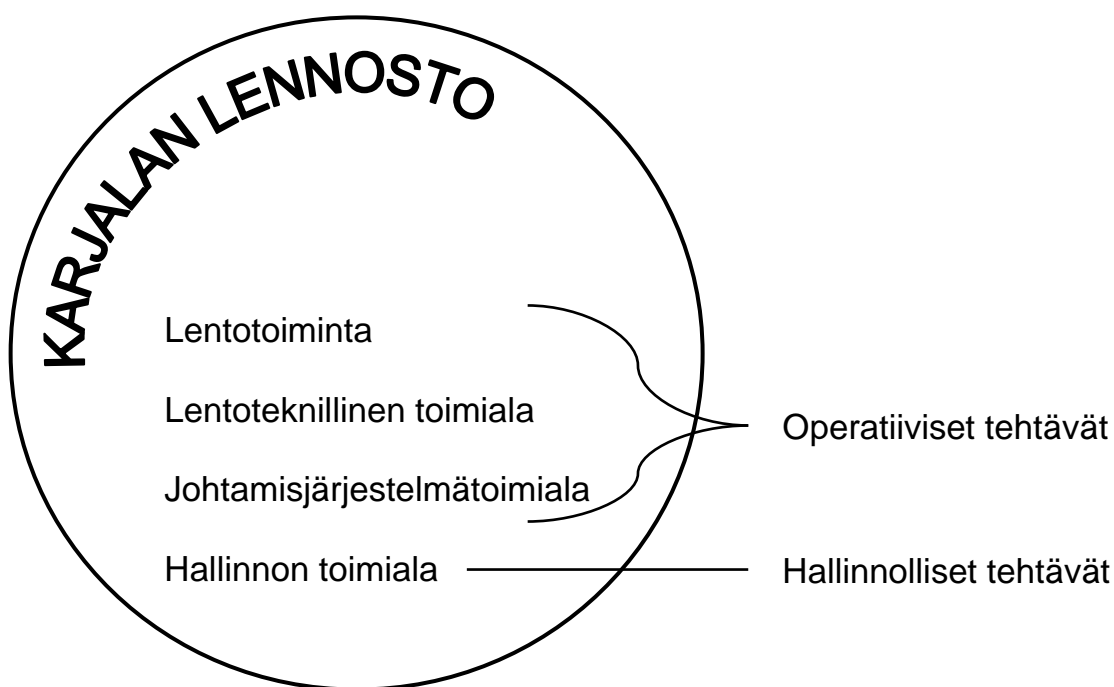 KARJALAN LENNOSTO
Lentotoiminta
Lentoteknillinen toimiala
Operatiiviset tehtävät
Johtamisjärjestelmätoimiala
Hallinnon toimiala
Hallinnolliset tehtävät